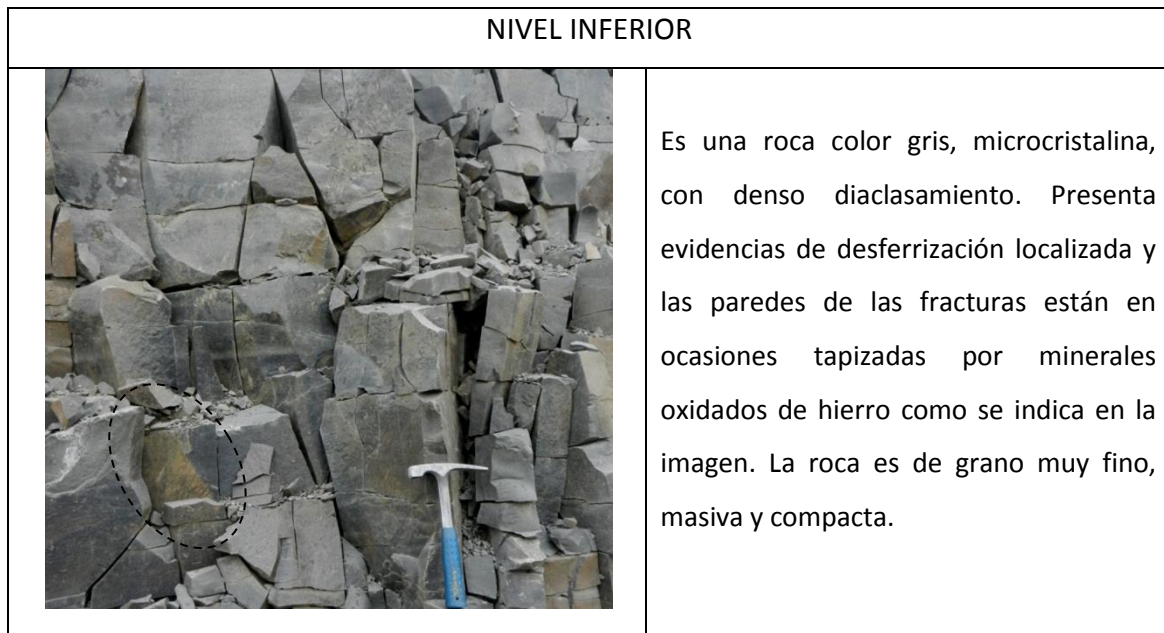 NIVEL INFERIOR
Es una roca color gris, microcristalina,
con denso diaclasamiento. Presenta
evidencias de desferrización localizada y
las paredes de las fracturas están en
ocasiones tapizadas por minerales
oxidados de hierro como se indica en la
imagen. La roca es de grano muy fino,
masiva y compacta.